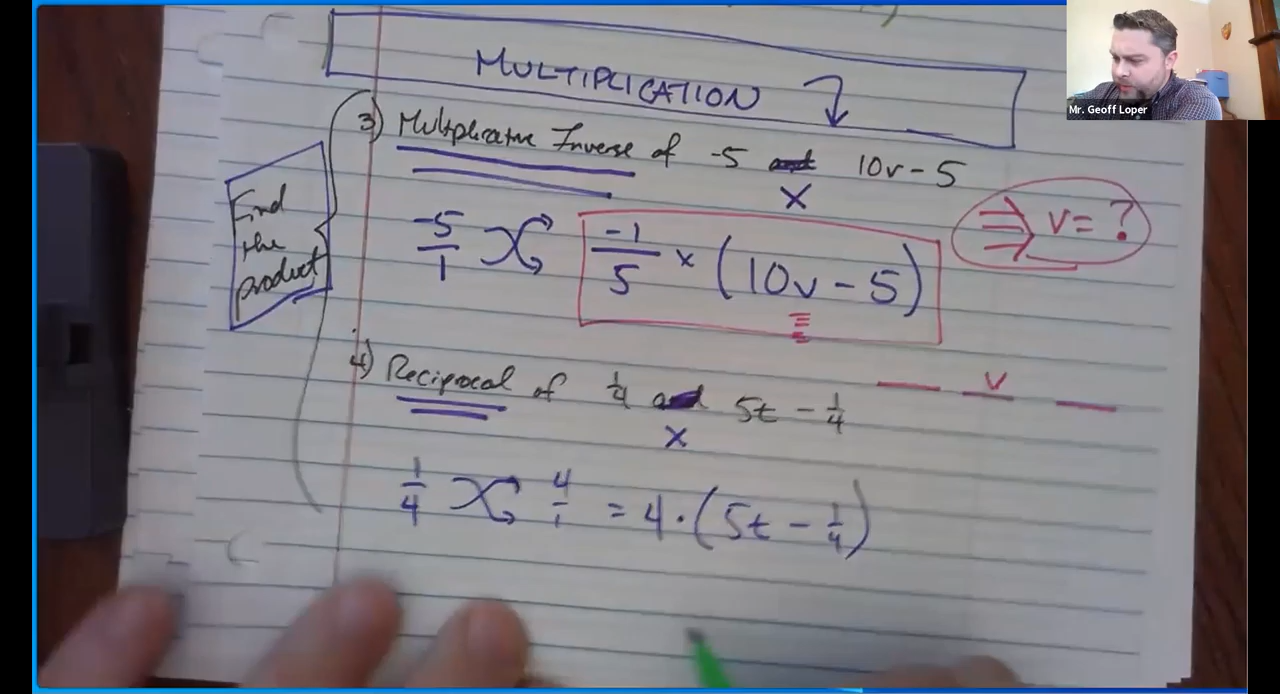 MULTIPLICATION
Mr. Geoff Loper
3) Multiplicative Inverse of -5 and 10v - 5
x
Find
the
product
-5/1 -1/5 × (10v - 5)
⇒ v = ?
4) Reciprocal of 1/4 and 5t - 1/4
x
v
1/4 4/1 = 4 · (5t - 1/4)